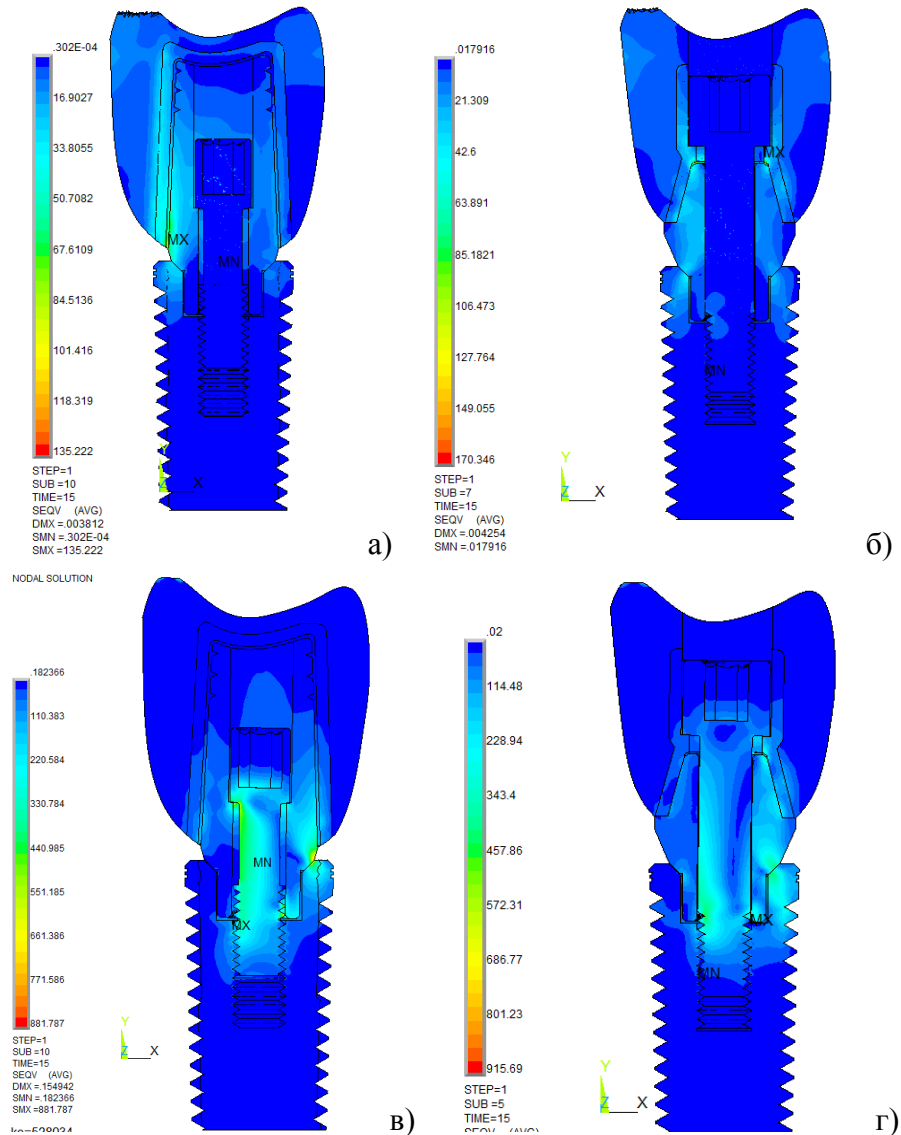 .302E-04
16.9027
33.8055
50.7082
67.6109
84.5136
101.416
118.319
135.222
STEP=1
SUB =10
TIME=15
SEQV (AVG)
DMX =.003812
SMN =.302E-04
SMX =135.222
MX
MN
Y
Z X
а)
.017916
21.309
42.6
63.891
85.1821
106.473
127.764
149.055
170.346
STEP=1
SUB =7
TIME=15
SEQV (AVG)
DMX =.004254
SMN =.017916
MX
MN
Y
Z X
б)
NODAL SOLUTION
.182366
110.383
220.584
330.784
440.985
551.185
661.386
771.586
881.787
STEP=1
SUB =10
TIME=15
SEQV (AVG)
DMX =.154942
SMN =.182366
SMX =881.787
MN
MX
Y
Z X
в)
.02
114.48
228.94
343.4
457.86
572.31
686.77
801.23
915.69
STEP=1
SUB =5
TIME=15
SEQV (AVG)
MX
MN
Y
Z X
г)